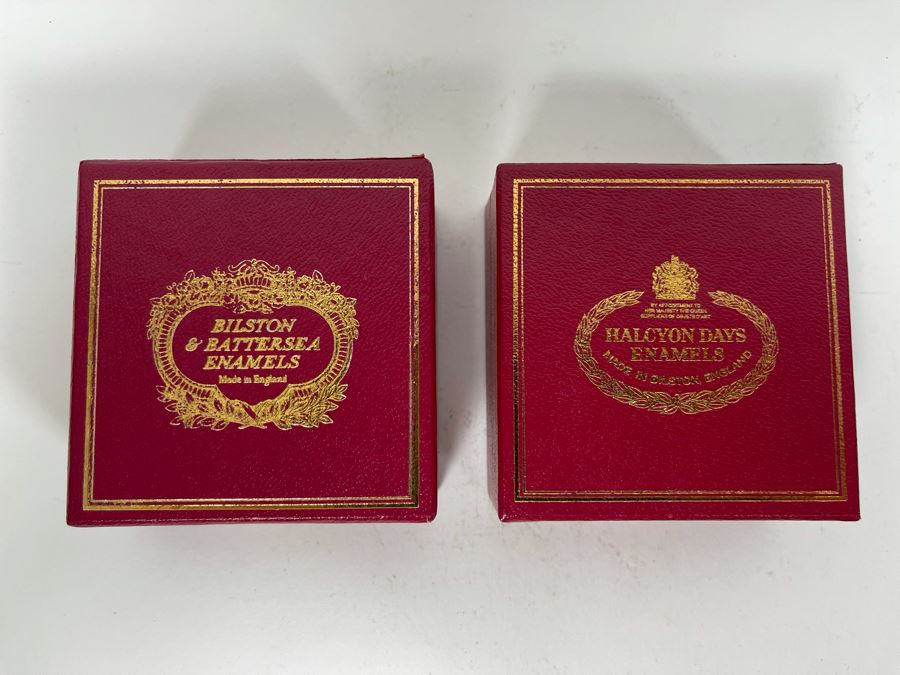 BILSTON
& BATTERSEA
ENAMELS
Made in England
BY APPOINTMENT TO
HER MAJESTY THE QUEEN
SUPPLIERS OF OBJETS D'ART
HALCYON DAYS
ENAMELS
MADE IN BILSTON, ENGLAND